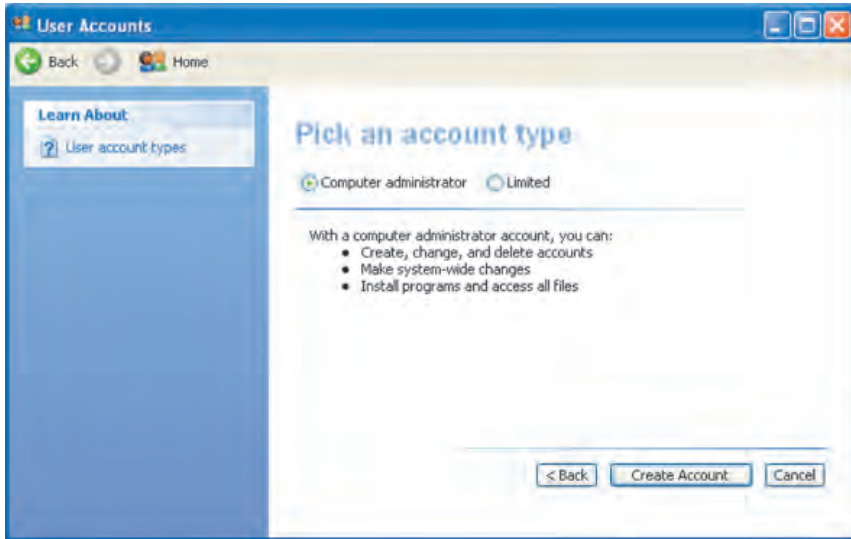 User Accounts
Back Home
Learn About
User account types
Pick an account type
Computer administrator Limited
With a computer administrator account, you can:
• Create, change, and delete accounts
• Make system-wide changes
• Install programs and access all files
< Back Create Account Cancel